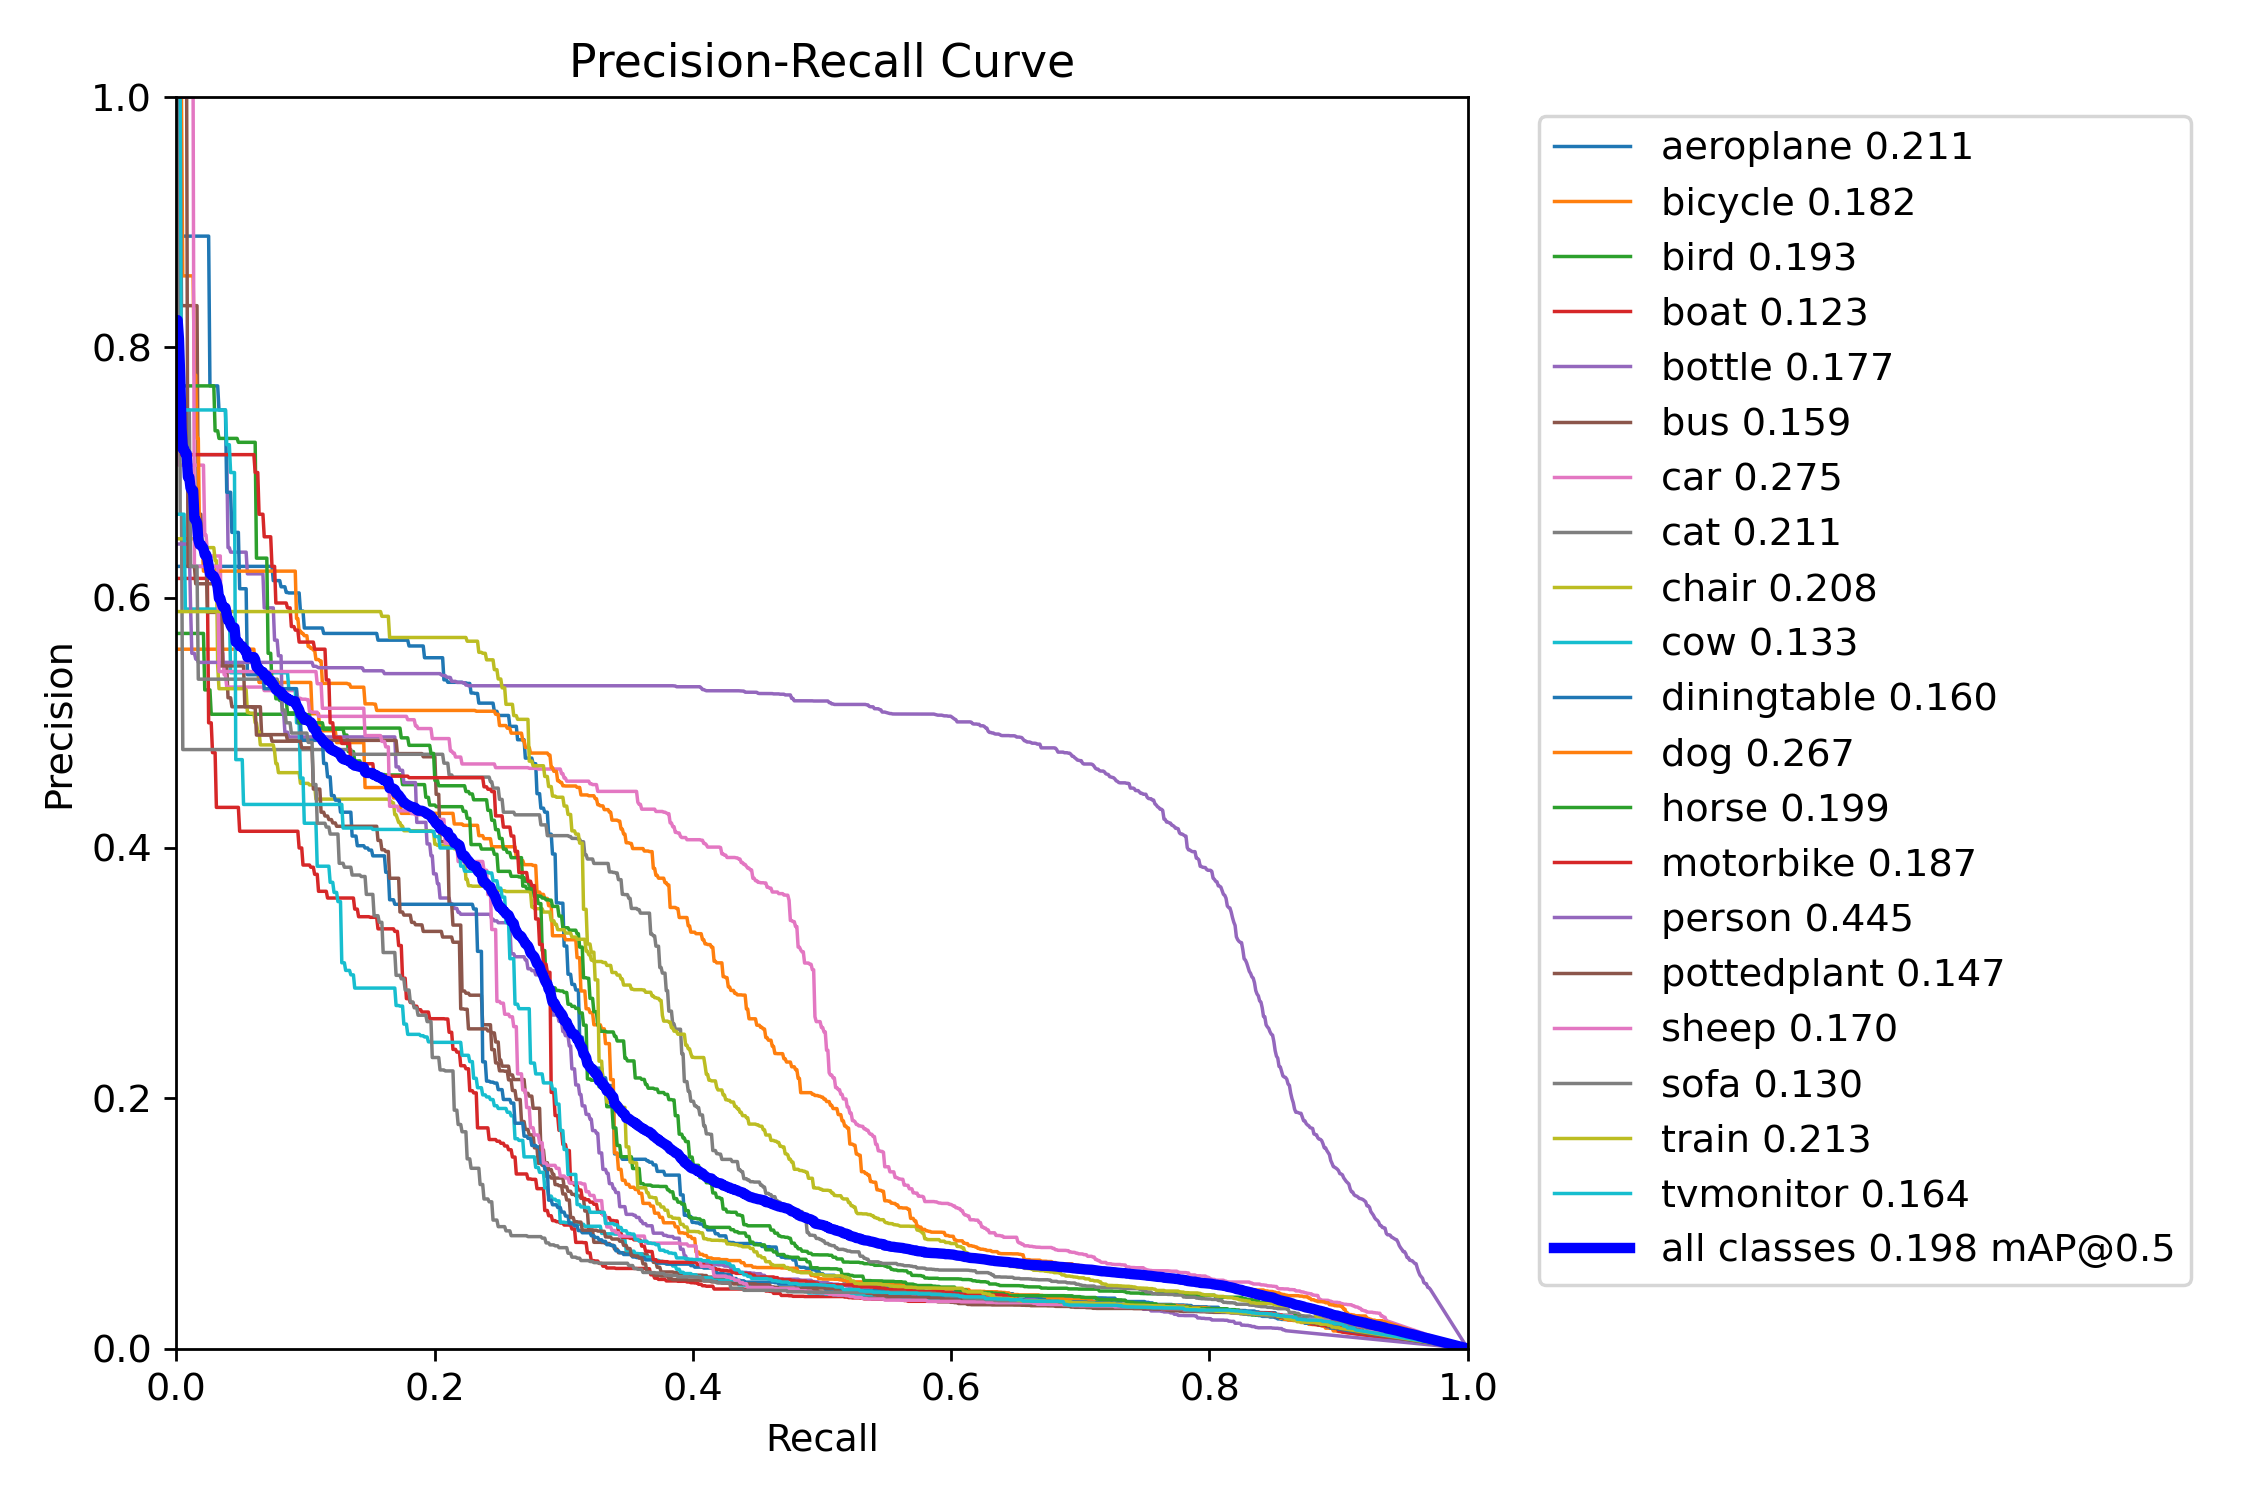 Precision-Recall Curve
1.0
0.8
0.6
0.4
0.2
0.0
Precision
0.0 0.2 0.4 0.6 0.8 1.0
Recall
aeroplane 0.211
bicycle 0.182
bird 0.193
boat 0.123
bottle 0.177
bus 0.159
car 0.275
cat 0.211
chair 0.208
cow 0.133
diningtable 0.160
dog 0.267
horse 0.199
motorbike 0.187
person 0.445
pottedplant 0.147
sheep 0.170
sofa 0.130
train 0.213
tvmonitor 0.164
all classes 0.198 mAP@0.5